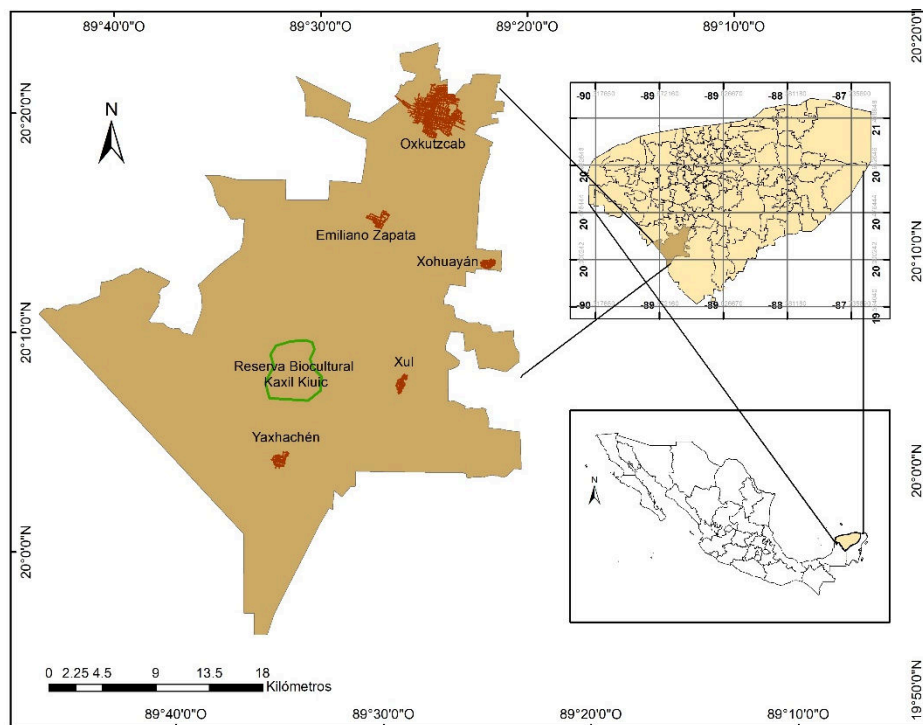 89°40'0"O 89°30'0"O 89°20'0"O 89°10'0"O
20°20'0"N
20°20'0"N
N
Oxkutzcab
Emiliano Zapata
Xohuayán
20°10'0"N
Reserva Biocultural
Kaxil Kiuic
Xul
Yaxhachén
20°0'0"N
0 2.25 4.5 9 13.5 18
Kilómetros
-90 -89 -89 -88 -87
21
20
20
20
20
20
20
-90 -89 -89 -88 -87
19
20°10'0"N
N
20°0'0"N
19°50'0"N
89°40'0"O 89°30'0"O 89°20'0"O 89°10'0"O